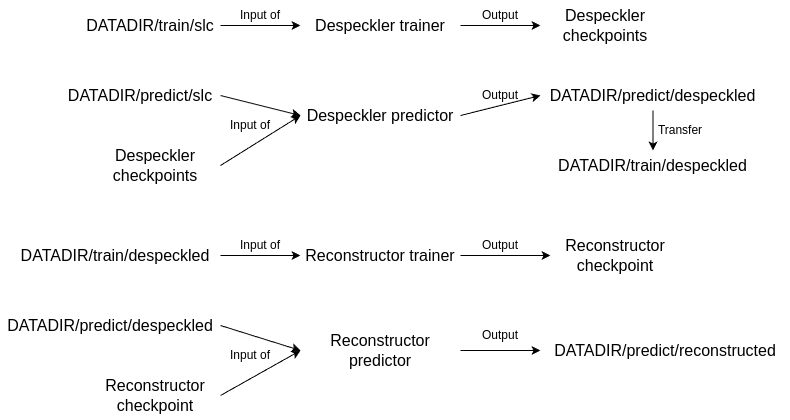 DATADIR/train/slc
Input of
Despeckler trainer
Output
Despeckler
checkpoints
DATADIR/predict/slc
Input of
Despeckler
checkpoints
Despeckler predictor
Output
DATADIR/predict/despeckled
Transfer
DATADIR/train/despeckled
DATADIR/train/despeckled
Input of
Reconstructor trainer
Output
Reconstructor
checkpoint
DATADIR/predict/despeckled
Input of
Reconstructor
checkpoint
Reconstructor
predictor
Output
DATADIR/predict/reconstructed